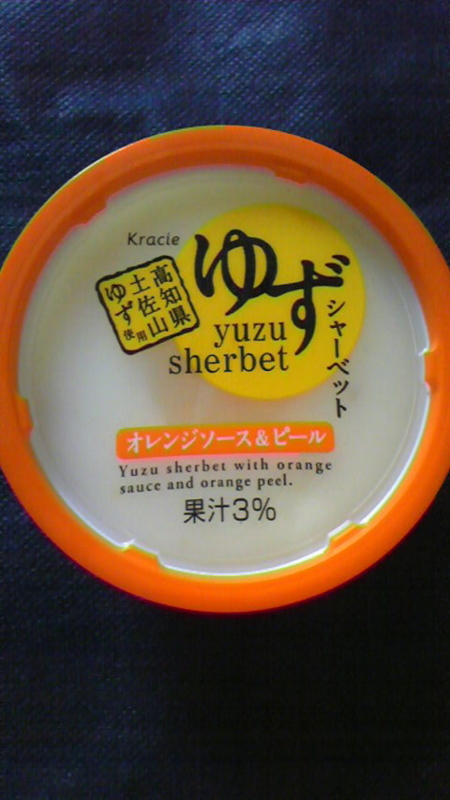 Kracie
高知県
土佐山
ゆず使用
ゆず
シャーベット
yuzu
sherbet
オレンジソース&ピール
Yuzu sherbet with orange
sauce and orange peel.
果汁3%